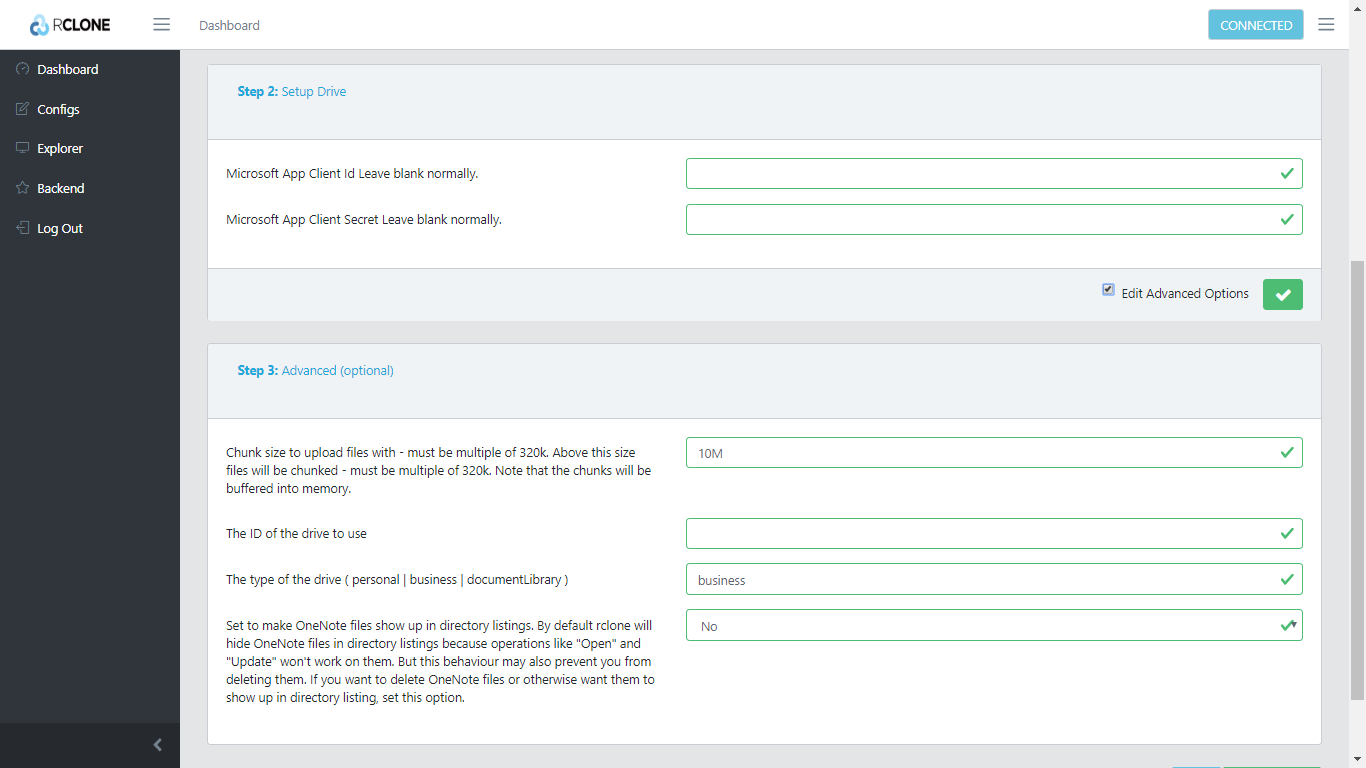 RCLONE
Dashboard
CONNECTED
Dashboard
Configs
Explorer
Backend
Log Out
Step 2: Setup Drive
Microsoft App Client Id Leave blank normally.
Microsoft App Client Secret Leave blank normally.
Edit Advanced Options
Step 3: Advanced (optional)
Chunk size to upload files with - must be multiple of 320k. Above this size
files will be chunked - must be multiple of 320k. Note that the chunks will be
buffered into memory.
10M
The ID of the drive to use
The type of the drive ( personal | business | documentLibrary )
business
Set to make OneNote files show up in directory listings. By default rclone will
hide OneNote files in directory listings because operations like "Open" and
"Update" won't work on them. But this behaviour may also prevent you from
deleting them. If you want to delete OneNote files or otherwise want them to
show up in directory listing, set this option.
No